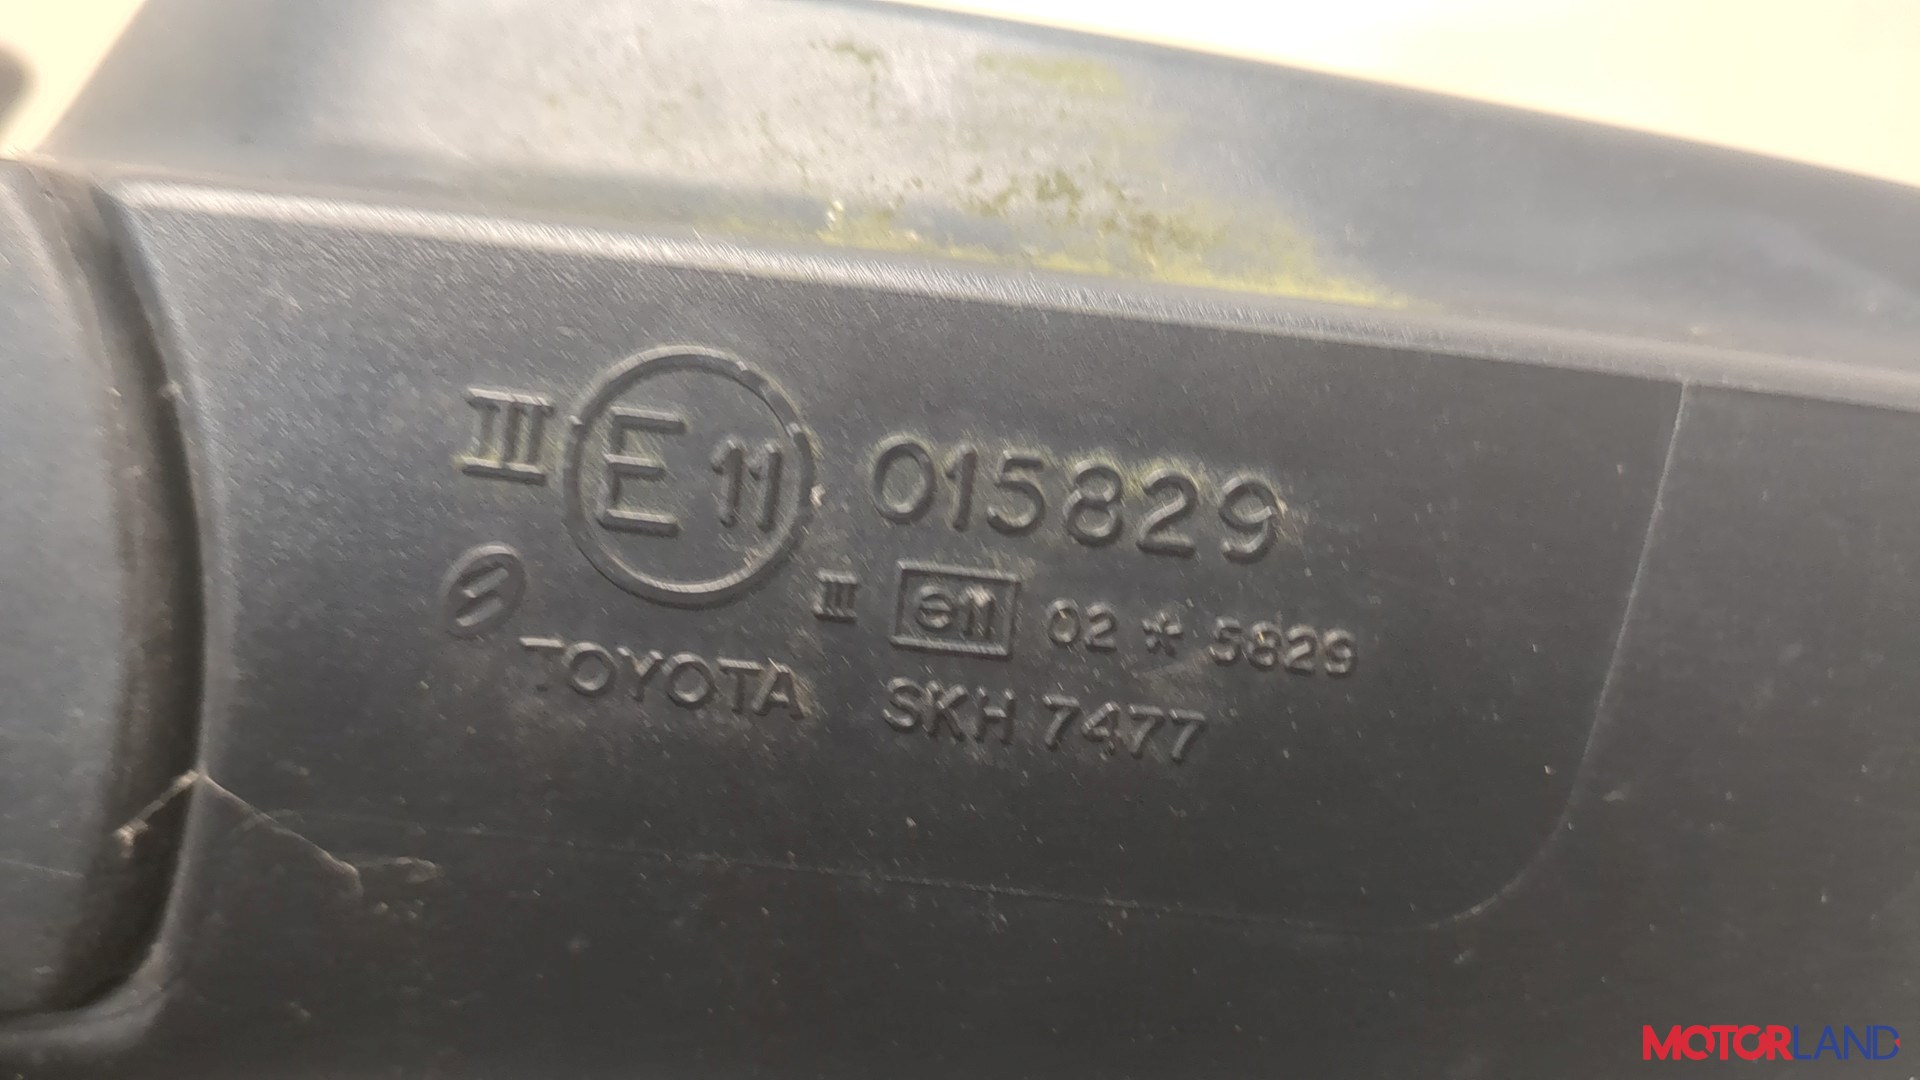 III E 11 015829
III e11 02 * 5829
TOYOTA SKH 7477
MOTORLAND